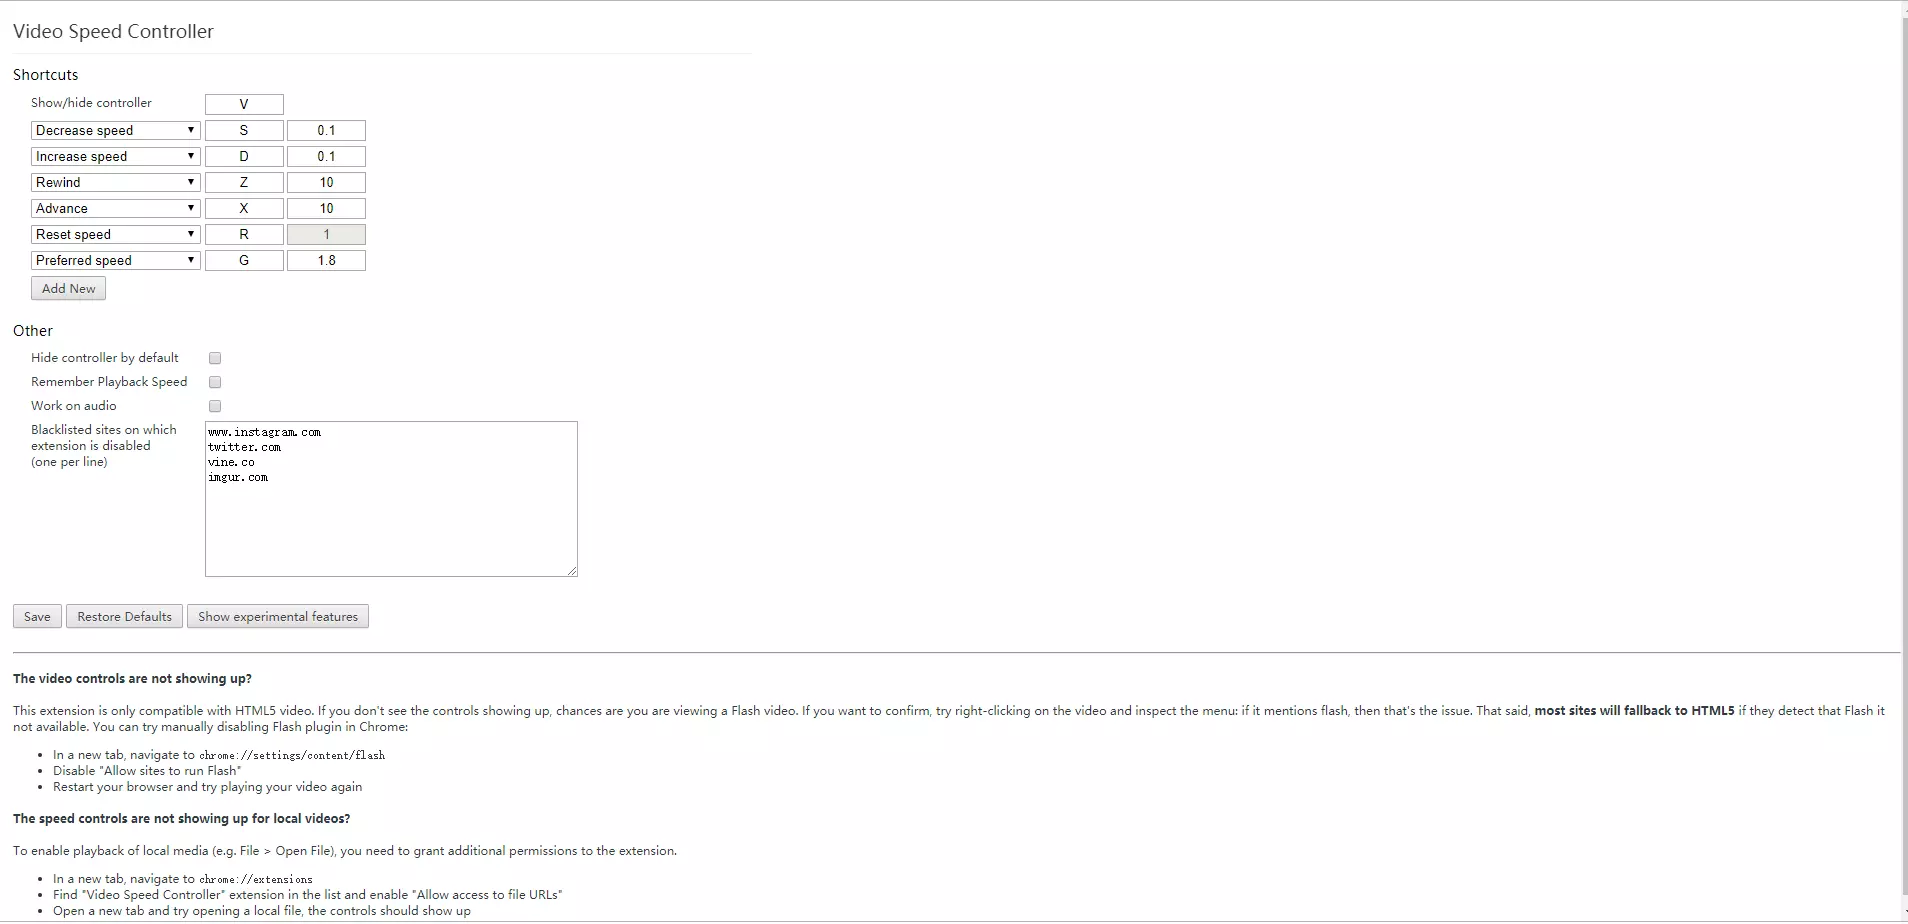 Video Speed Controller
Shortcuts
Show/hide controller V
Decrease speed S 0.1
Increase speed D 0.1
Rewind Z 10
Advance X 10
Reset speed R 1
Preferred speed G 1.8
Add New
Other
Hide controller by default
Remember Playback Speed
Work on audio
Blacklisted sites on which
extension is disabled
(one per line)
www.instagram.com
twitter.com
vine.co
imgur.com
Save Restore Defaults Show experimental features
The video controls are not showing up?
This extension is only compatible with HTML5 video. If you don't see the controls showing up, chances are you are viewing a Flash video. If you want to confirm, try right-clicking on the video and inspect the menu: if it mentions flash, then that's the issue. That said, most sites will fallback to HTML5 if they detect that Flash it
not available. You can try manually disabling Flash plugin in Chrome:
• In a new tab, navigate to chrome://settings/content/flash
• Disable "Allow sites to run Flash"
• Restart your browser and try playing your video again
The speed controls are not showing up for local videos?
To enable playback of local media (e.g. File > Open File), you need to grant additional permissions to the extension.
• In a new tab, navigate to chrome://extensions
• Find "Video Speed Controller" extension in the list and enable "Allow access to file URLs"
• Open a new tab and try opening a local file, the controls should show up